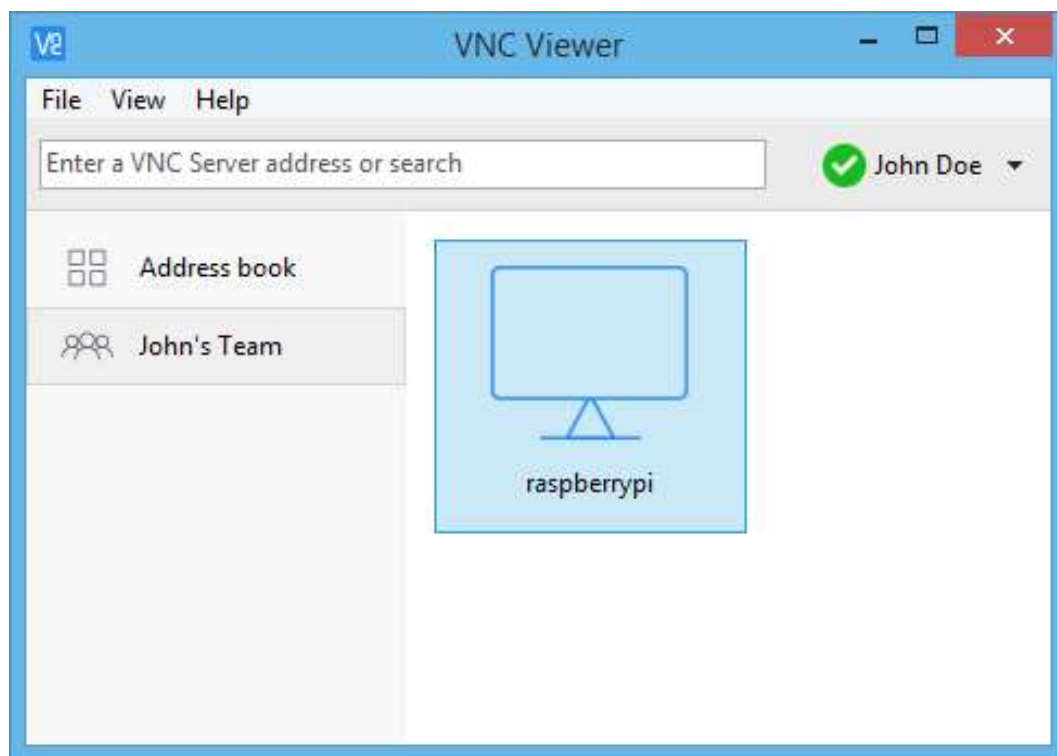 VNC Viewer
File View Help
Enter a VNC Server address or search
John Doe
Address book
John's Team
raspberrypi